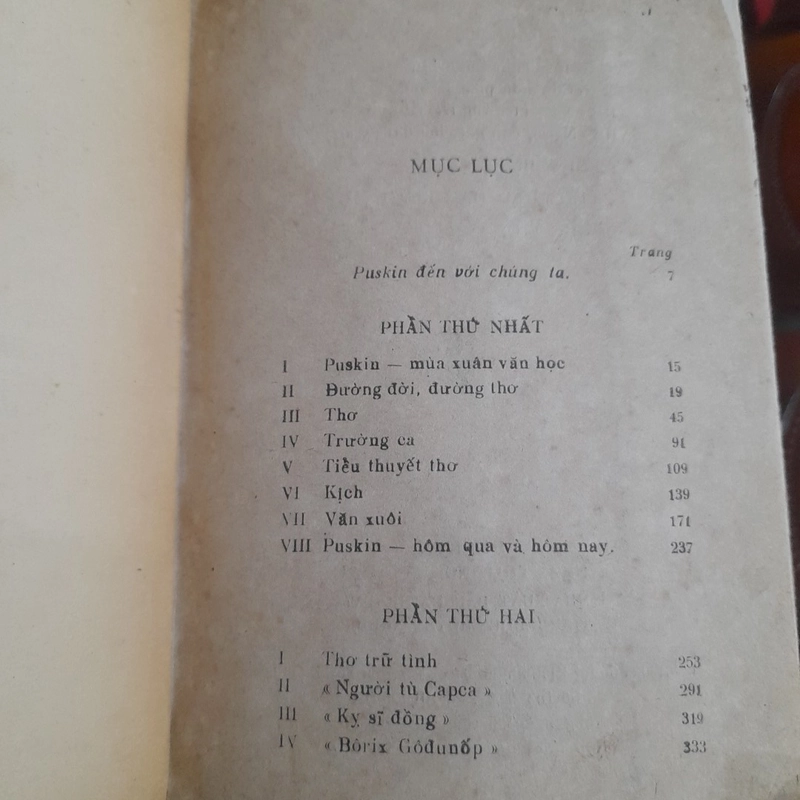 MỤC LỤC
Trang
Puskin đến với chúng ta. 7
PHẦN THỨ NHẤT
I Puskin — mùa xuân văn học 15
II Đường đời, đường thơ 19
III Thơ 45
IV Trường ca 91
V Tiểu thuyết thơ 109
VI Kịch 139
VII Văn xuôi 171
VIII Puskin — hôm qua và hôm nay. 237
PHẦN THỨ HAI
I Thơ trữ tình 253
II « Người tù Capca » 291
III « Kỵ sĩ đồng » 319
IV « Bôrix Gôđunốp » 333